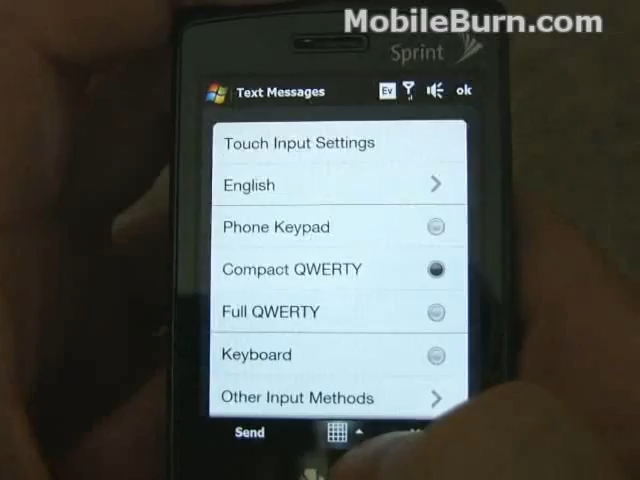 MobileBurn.com
Sprint
Text Messages
Ev
ok
Touch Input Settings
English
Phone Keypad
Compact QWERTY
Full QWERTY
Keyboard
Other Input Methods
Send